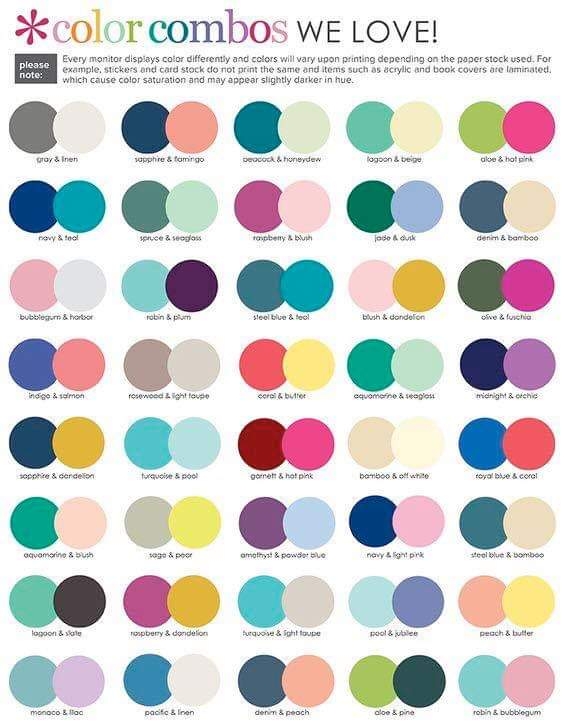 *color combos WE LOVE!
please note:
Every monitor displays color differently and colors will vary upon printing depending on the paper stock used. For
example, stickers and card stock do not print the same and items such as acrylic and book covers are laminated,
which cause color saturation and may appear slightly darker in hue.
gray & linen
sapphire & flamingo
peacock & honeydew
lagoon & beige
aloe & hot pink
navy & teal
spruce & seaglass
raspberry & blush
jade & dusk
denim & bamboo
bubblegum & harbor
robin & plum
steel blue & teal
blush & dandelion
olive & fuschia
indigo & salmon
rosewood & light taupe
coral & butter
aquamarine & seaglass
midnight & orchid
sapphire & dandelion
turquoise & pool
garnett & hot pink
bamboo & off white
royal blue & coral
aquamarine & blush
sage & pear
amethyst & powder blue
navy & light pink
steel blue & bamboo
lagoon & slate
raspberry & dandelion
turquoise & light taupe
pool & jubilee
peach & butter
monaco & lilac
pacific & linen
denim & peach
aloe & pine
robin & bubblegum